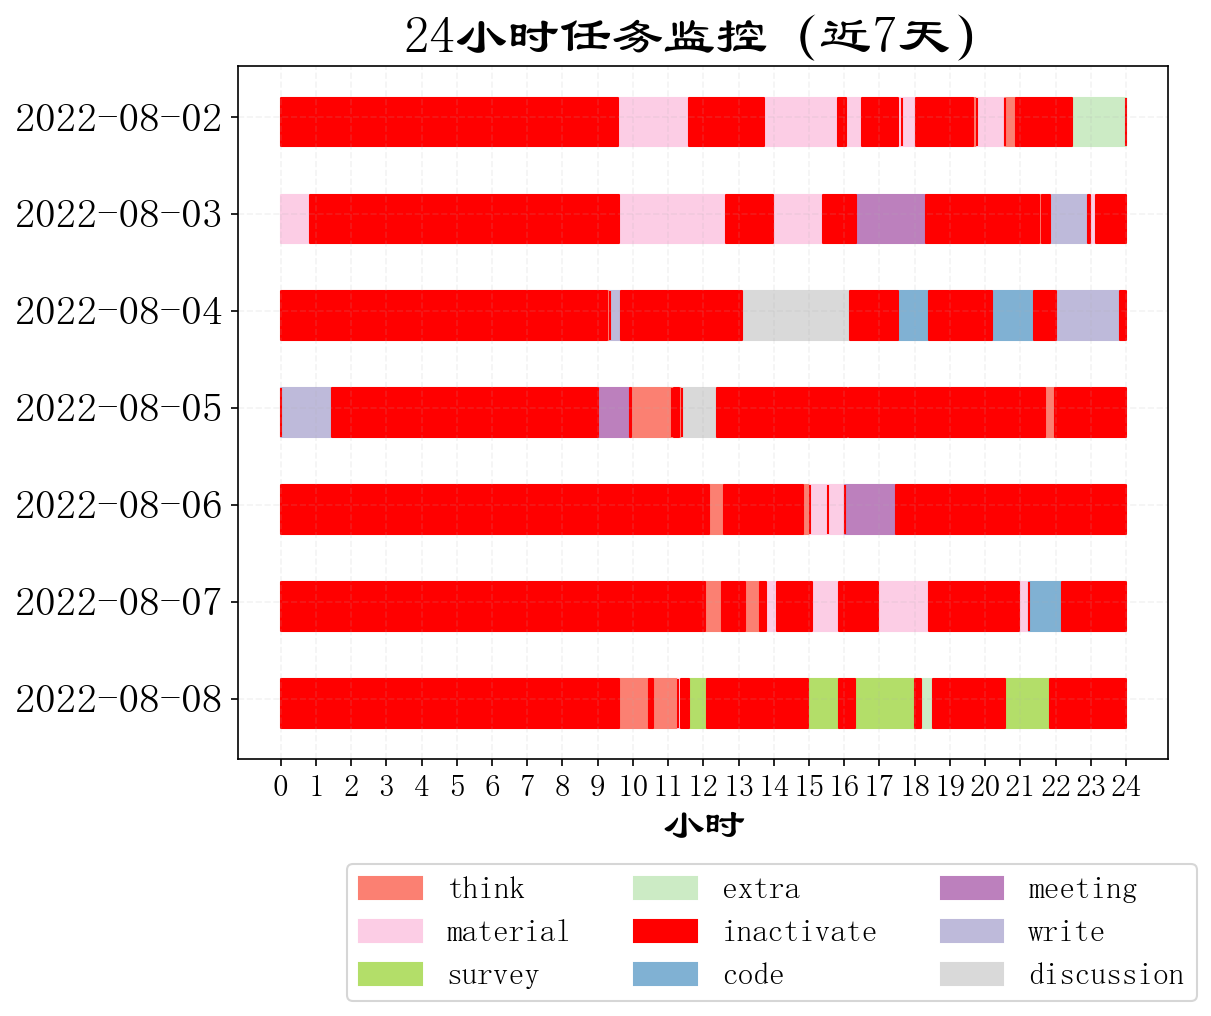 24小时任务监控 (近7天)
2022-08-02
2022-08-03
2022-08-04
2022-08-05
2022-08-06
2022-08-07
2022-08-08
0 1 2 3 4 5 6 7 8 9 10 11 12 13 14 15 16 17 18 19 20 21 22 23 24
小时
think extra meeting
material inactivate write
survey code discussion